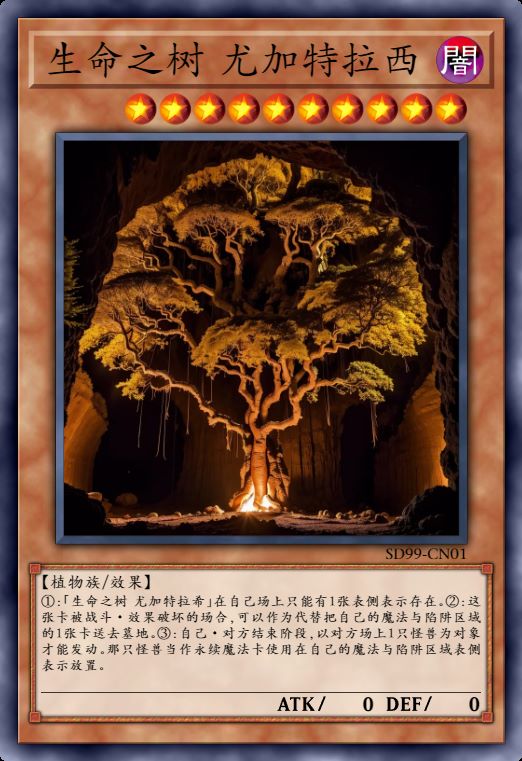 生命之树 尤加特拉西
闇
SD99-CN01
【植物族/效果】
①:「生命之树 尤加特拉希」在自己场上只能有1张表侧表示存在。②:这
张卡被战斗·效果破坏的场合,可以作为代替把自己的魔法与陷阱区域
的1张卡送去墓地。③:自己·对方结束阶段,以对方场上1只怪兽为对象
才能发动。那只怪兽当作永续魔法卡使用在自己的魔法与陷阱区域表侧
表示放置。
ATK/ 0 DEF/ 0